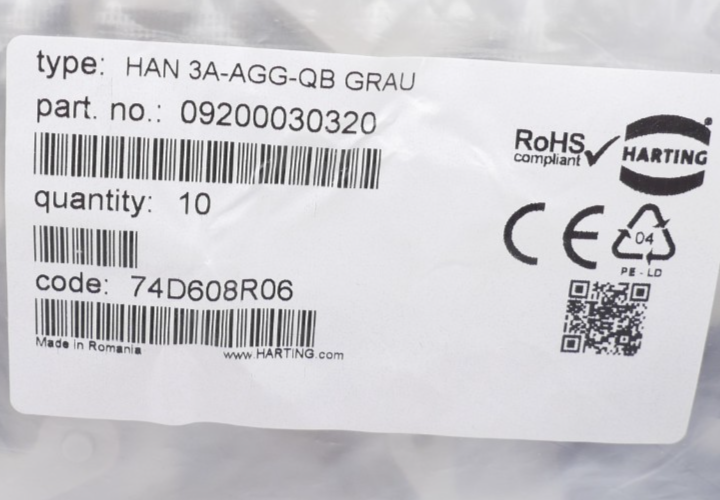 type: HAN 3A-AGG-QB GRAU
part. no.: 09200030320
quantity: 10
code: 74D608R06
Made in Romania
www.HARTING.com
RoHS
compliant
HARTING
CE
04
PE-LD